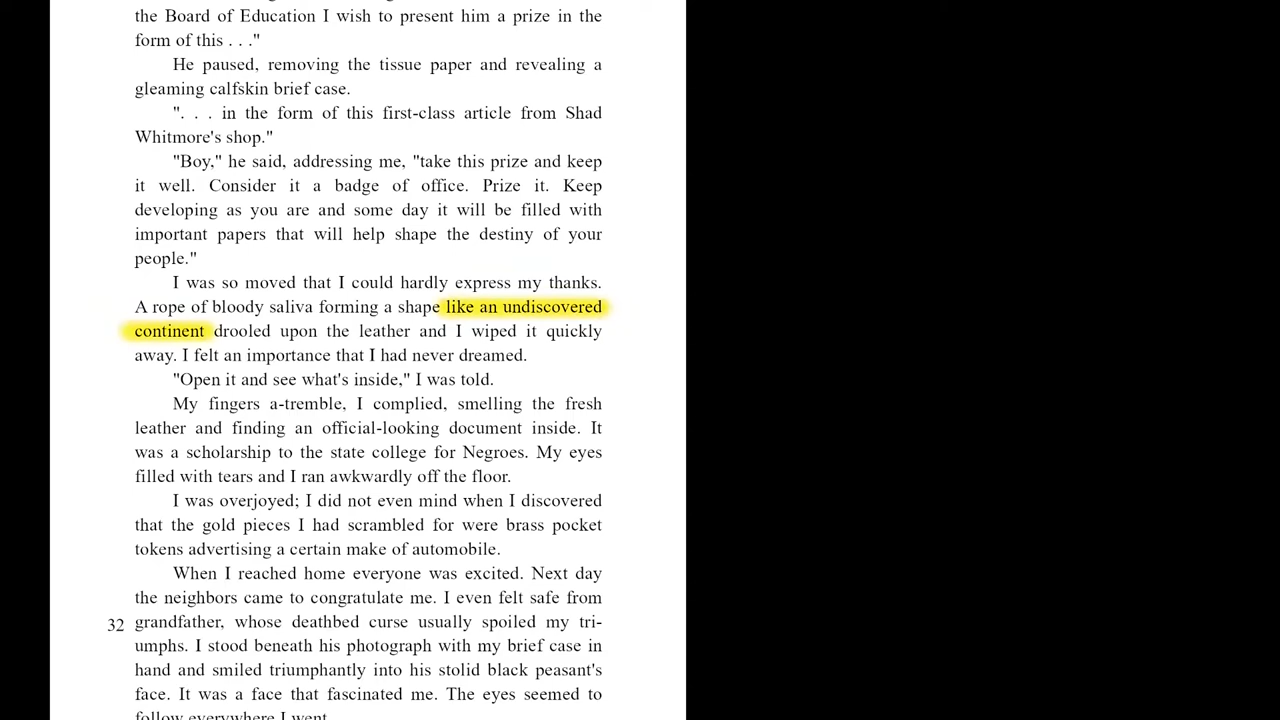 the Board of Education I wish to present him a prize in the
form of this . . ."
He paused, removing the tissue paper and revealing a
gleaming calfskin brief case.
". . . in the form of this first-class article from Shad
Whitmore's shop."
"Boy," he said, addressing me, "take this prize and keep
it well. Consider it a badge of office. Prize it. Keep
developing as you are and some day it will be filled with
important papers that will help shape the destiny of your
people."
I was so moved that I could hardly express my thanks.
A rope of bloody saliva forming a shape like an undiscovered
continent drooled upon the leather and I wiped it quickly
away. I felt an importance that I had never dreamed.
"Open it and see what's inside," I was told.
My fingers a-tremble, I complied, smelling the fresh
leather and finding an official-looking document inside. It
was a scholarship to the state college for Negroes. My eyes
filled with tears and I ran awkwardly off the floor.
I was overjoyed; I did not even mind when I discovered
that the gold pieces I had scrambled for were brass pocket
tokens advertising a certain make of automobile.
When I reached home everyone was excited. Next day
the neighbors came to congratulate me. I even felt safe from
32 grandfather, whose deathbed curse usually spoiled my tri-
umphs. I stood beneath his photograph with my brief case in
hand and smiled triumphantly into his stolid black peasant's
face. It was a face that fascinated me. The eyes seemed to
follow everywhere I went.